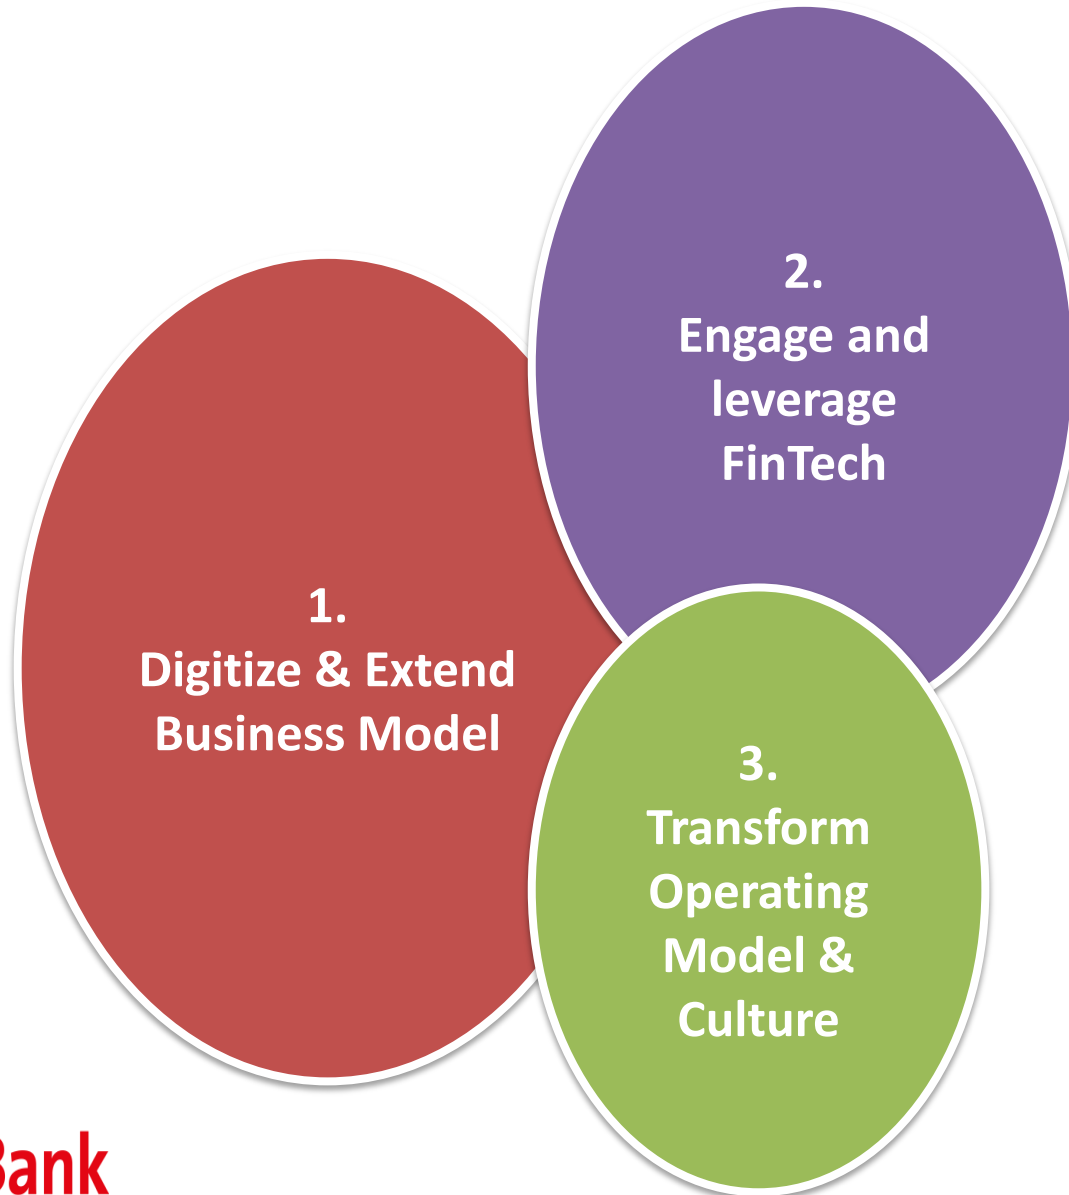 1.
Digitize & Extend
Business Model
2.
Engage and
leverage
FinTech
3.
Transform
Operating
Model &
Culture
Bank